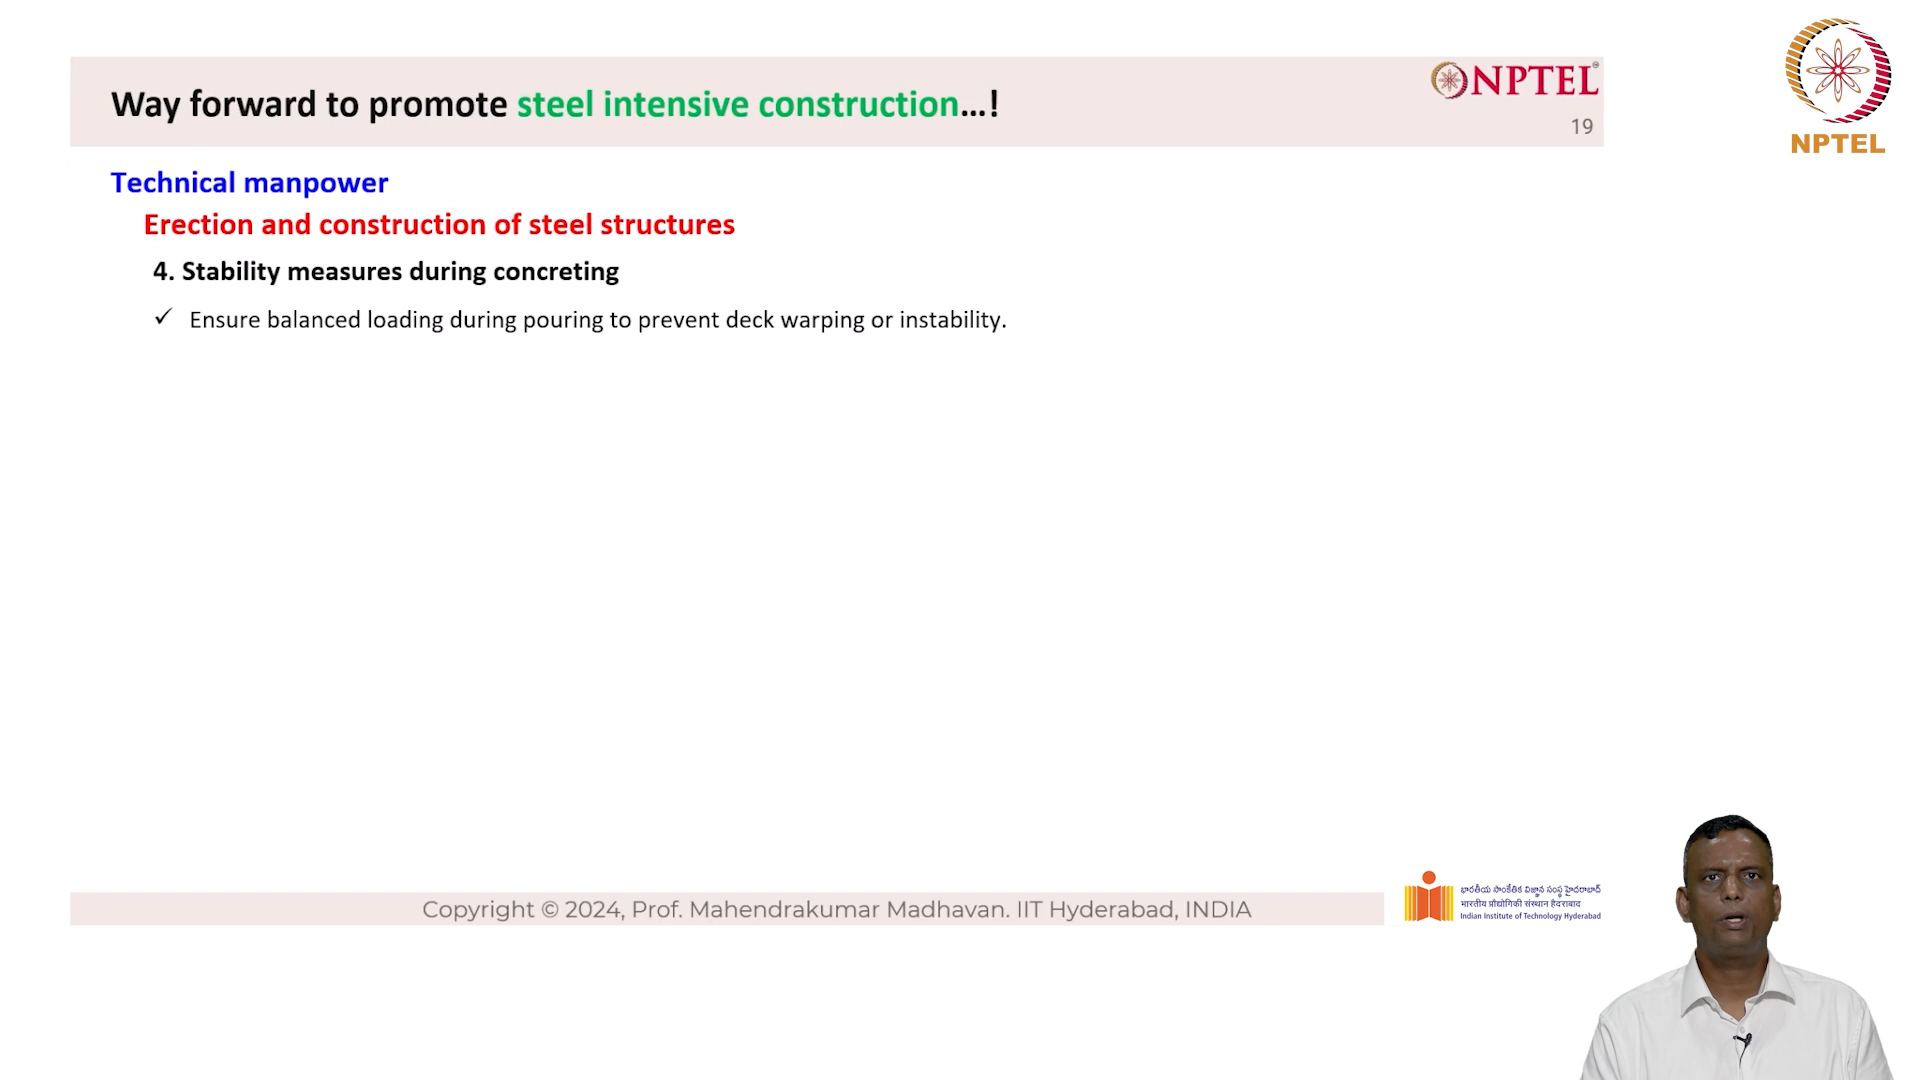 Way forward to promote steel intensive construction...!
NPTEL
19
NPTEL
Technical manpower
Erection and construction of steel structures
4. Stability measures during concreting
✓ Ensure balanced loading during pouring to prevent deck warping or instability.
Copyright © 2024, Prof. Mahendrakumar Madhavan. IIT Hyderabad, INDIA
భారతీయ సాంకేతిక విజ్ఞాన సంస్థ హైదరాబాద్
भारतीय प्रौद्योगिकी संस्थान हैदराबाद
Indian Institute of Technology Hyderabad